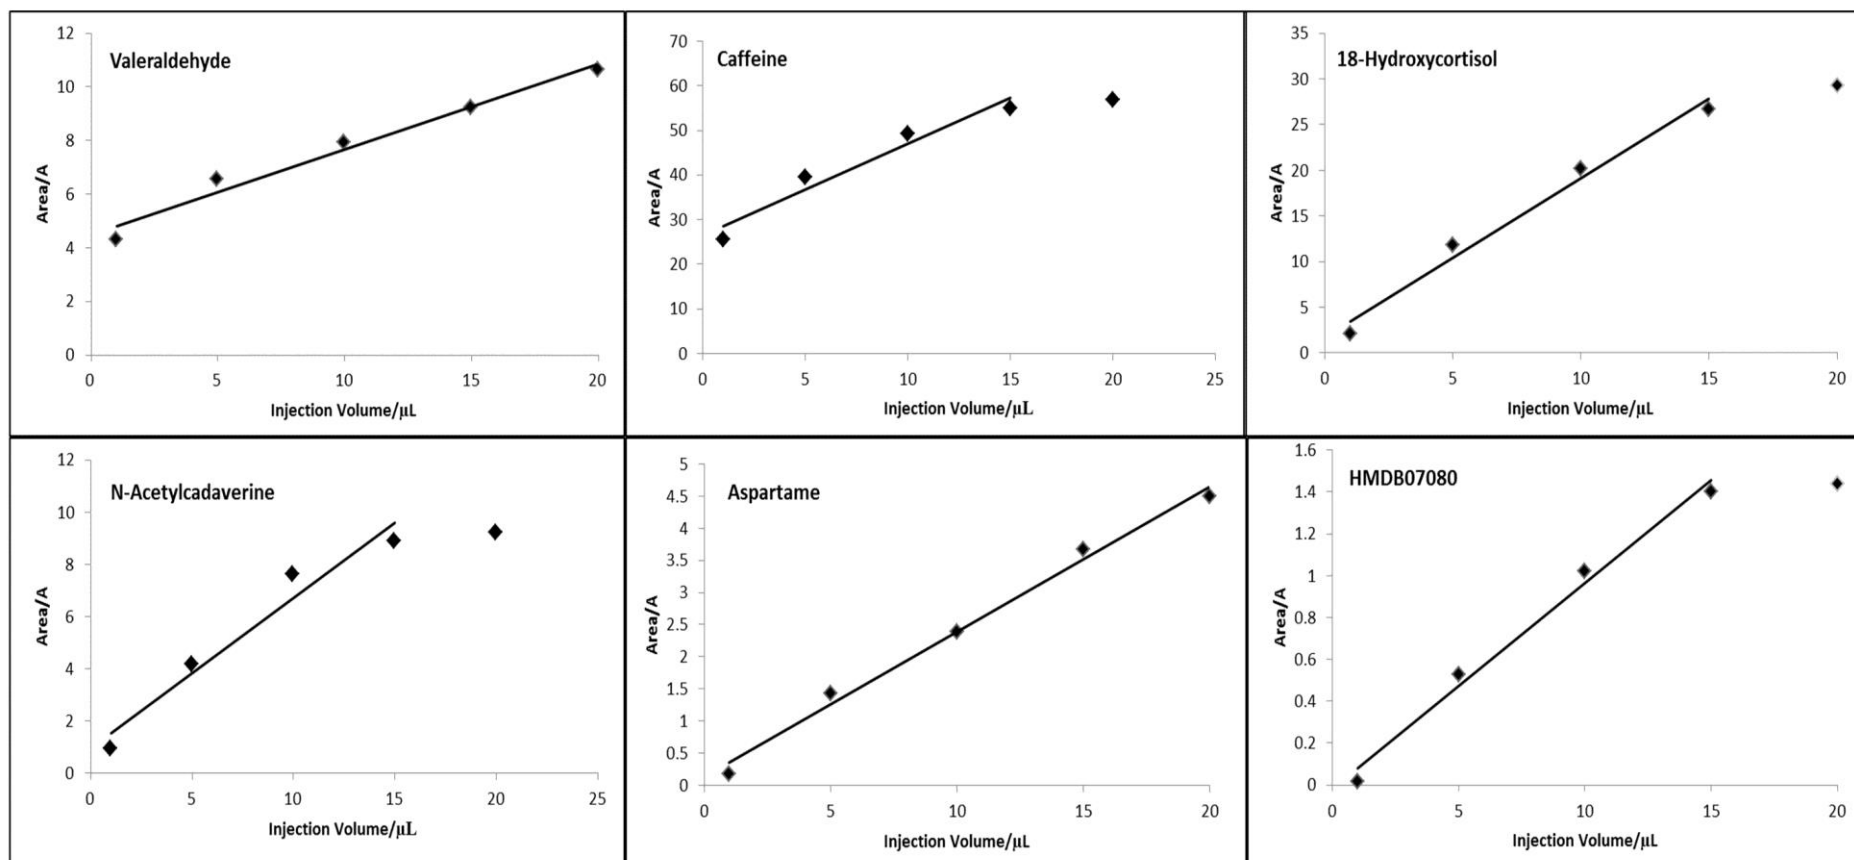 Valeraldehyde
12
10
8
6
4
2
0
Area/A
0 5 10 15 20
Injection Volume/μL
Caffeine
70
60
50
40
30
20
10
0
Area/A
0 5 10 15 20 25
Injection Volume/μL
18-Hydroxycortisol
35
30
25
20
15
10
5
0
Area/A
0 5 10 15 20
Injection Volume/μL
N-Acetylcadaverine
12
10
8
6
4
2
0
Area/A
0 5 10 15 20 25
Injection Volume/μL
Aspartame
5
4.5
4
3.5
3
2.5
2
1.5
1
0.5
0
Area/A
0 5 10 15 20
Injection Volume/μL
HMDB07080
1.6
1.4
1.2
1
0.8
0.6
0.4
0.2
0
Area/A
0 5 10 15 20
Injection Volume/μL